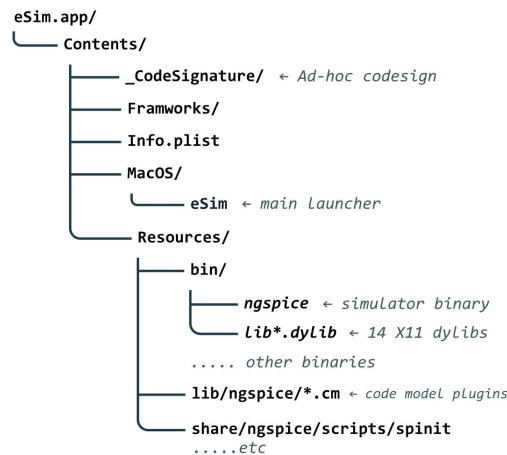 eSim.app/
Contents/
_CodeSignature/ ← Ad-hoc codesign
Framworks/
Info.plist
MacOS/
eSim ← main launcher
Resources/
bin/
ngspice ← simulator binary
lib*.dylib ← 14 X11 dylibs
..... other binaries
lib/ngspice/*.cm ← code model plugins
share/ngspice/scripts/spinit
.....etc